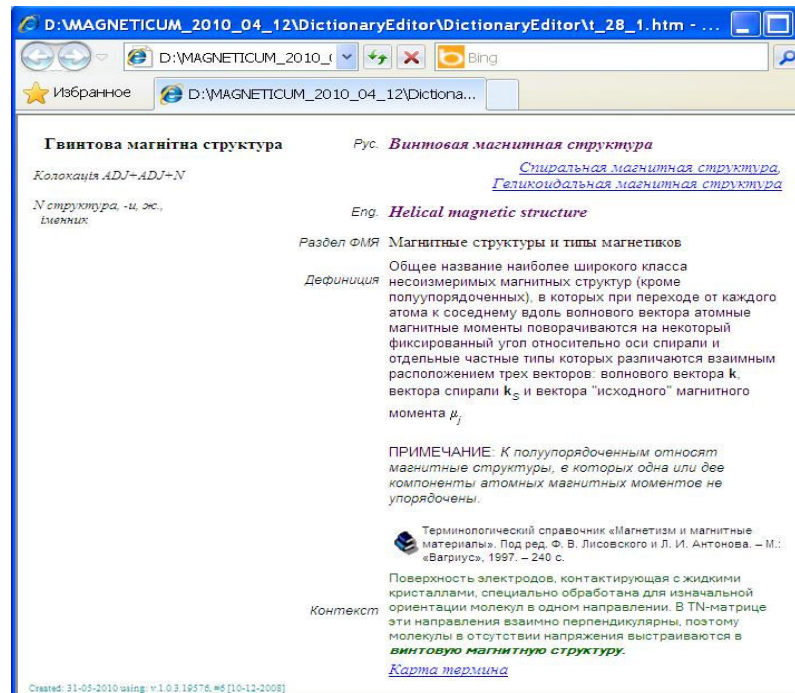 D:\MAGNETICUM_2010_04_12\DictionaryEditor\DictionaryEditor\t_28_1.htm - ...
D:\MAGNETICUM_2010_(
Bing
Избранное
D:\MAGNETICUM_2010_04_12\Dictiona...
Гвинтова магнітна структура
Колокація ADJ+ADJ+N
N структура, -и, ж.,
іменник
Рус. Винтовая магнитная структура
Спиральная магнитная структура,
Геликоидальная магнитная структура
Eng. Helical magnetic structure
Раздел ФМЯ Магнитные структуры и типы магнетиков
Дефиниция
Общее название наиболее широкого класса
несоизмеримых магнитных структур (кроме
полуупорядоченных), в которых при переходе от каждого
атома к соседнему вдоль волнового вектора атомные
магнитные моменты поворачиваются на некоторый
фиксированный угол относительно оси спирали и
отдельные частные типы которых различаются взаимным
расположением трех векторов: волнового вектора k,
вектора спирали k_S и вектора "исходного" магнитного
момента μ_j
ПРИМЕЧАНИЕ: К полуупорядоченным относят
магнитные структуры, в которых одна или две
компоненты атомных магнитных моментов не
упорядочены.
Терминологический справочник «Магнетизм и магнитные
материалы». Под ред. Ф. В. Лисовского и Л. И. Антонова. – М.:
«Вагриус», 1997. – 240 с.
Контекст
Поверхность электродов, контактирующая с жидкими
кристаллами, специально обработана для изначальной
ориентации молекул в одном направлении. В TN-матрице
эти направления взаимно перпендикулярны, поэтому
молекулы в отсутствии напряжения выстраиваются в
винтовую магнитную структуру.
Карта термина
Created: 31-05-2010 using: v:1.0.3.19576, #6 [10-12-2008]